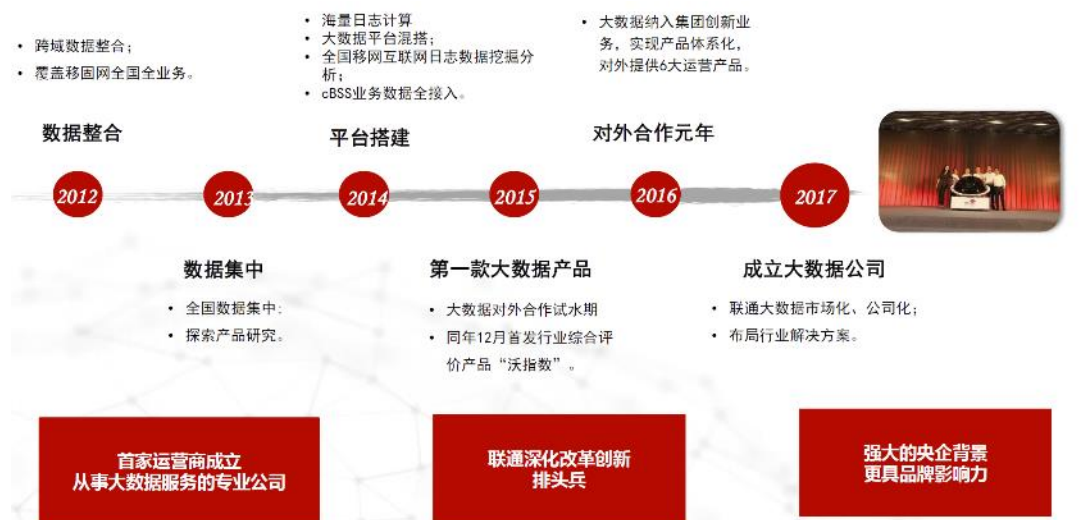 • 跨域数据整合；
• 覆盖移固网全国全业务。
数据整合
• 海量日志计算
• 大数据平台混搭；
• 全国移网互联网日志数据挖掘分
析；
• cBSS业务数据全接入。
平台搭建
• 大数据纳入集团创新业
务，实现产品体系化，
对外提供6大运营产品。
对外合作元年
2012
2013
2014
2015
2016
2017
数据集中
• 全国数据集中：
• 探索产品研究。
第一款大数据产品
• 大数据对外合作试水期
• 同年12月首发行业综合评
价产品“沃指数”。
成立大数据公司
• 联通大数据市场化、公司化；
• 布局行业解决方案。
首家运营商成立
从事大数据服务的专业公司
联通深化改革创新
排头兵
强大的央企背景
更具品牌影响力